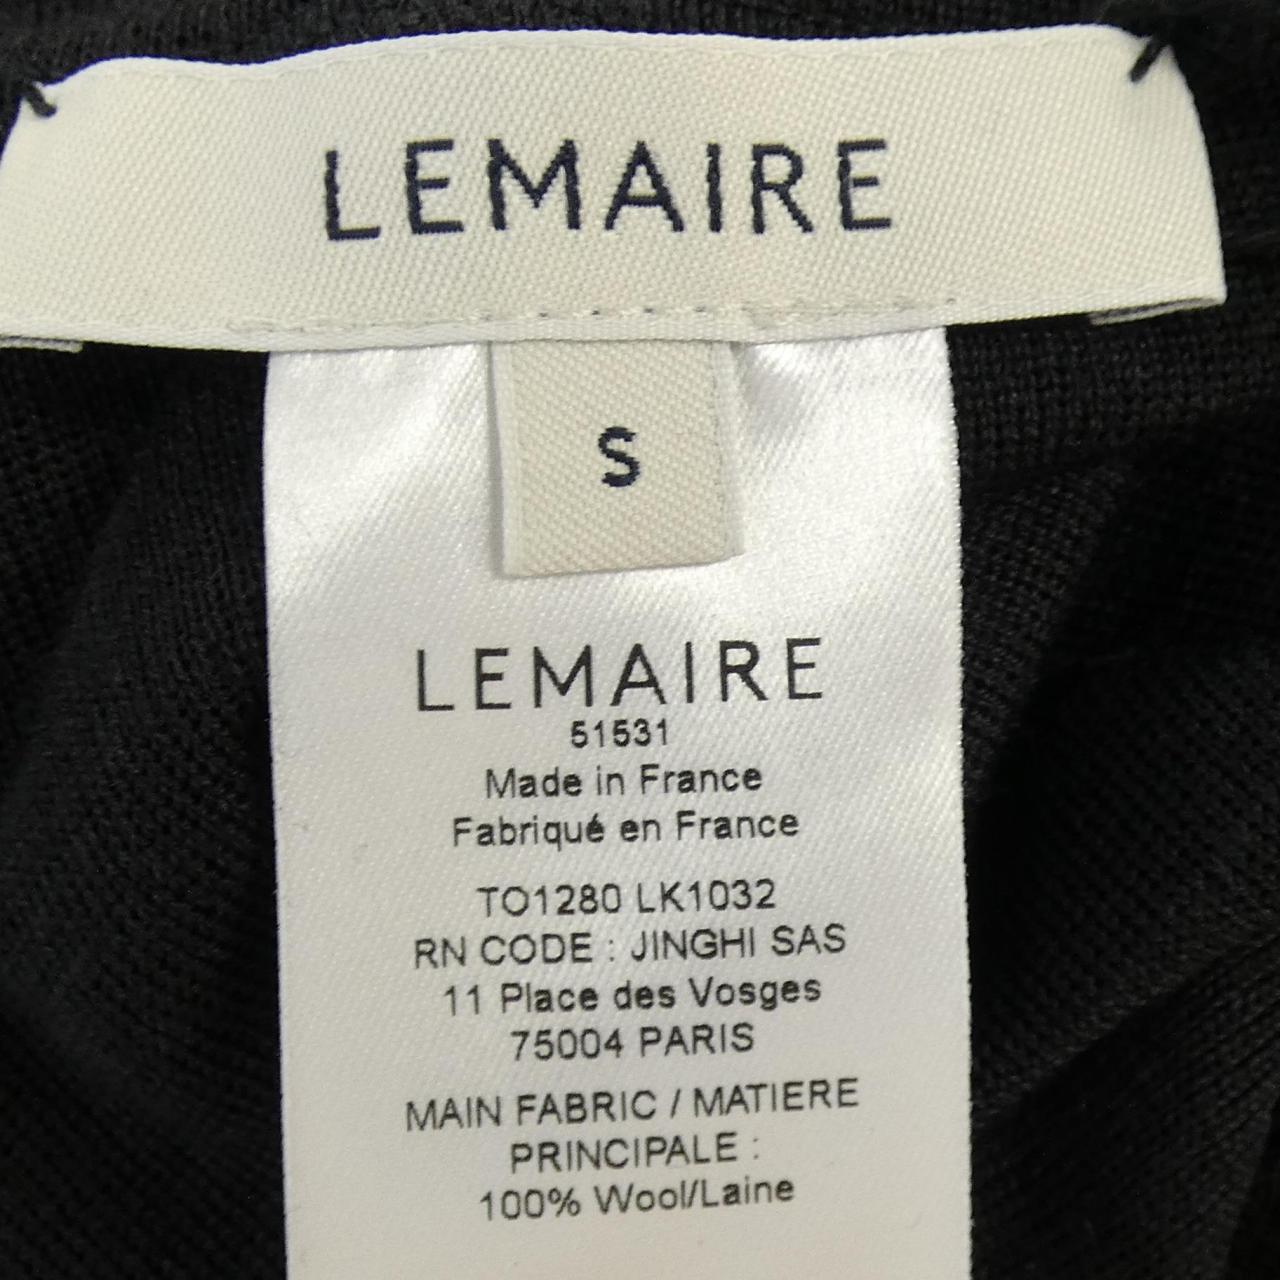 LEMAIRE
S
LEMAIRE
51531
Made in France
Fabriqué en France
TO1280 LK1032
RN CODE : JINGHI SAS
11 Place des Vosges
75004 PARIS
MAIN FABRIC / MATIERE
PRINCIPALE :
100% Wool/Laine